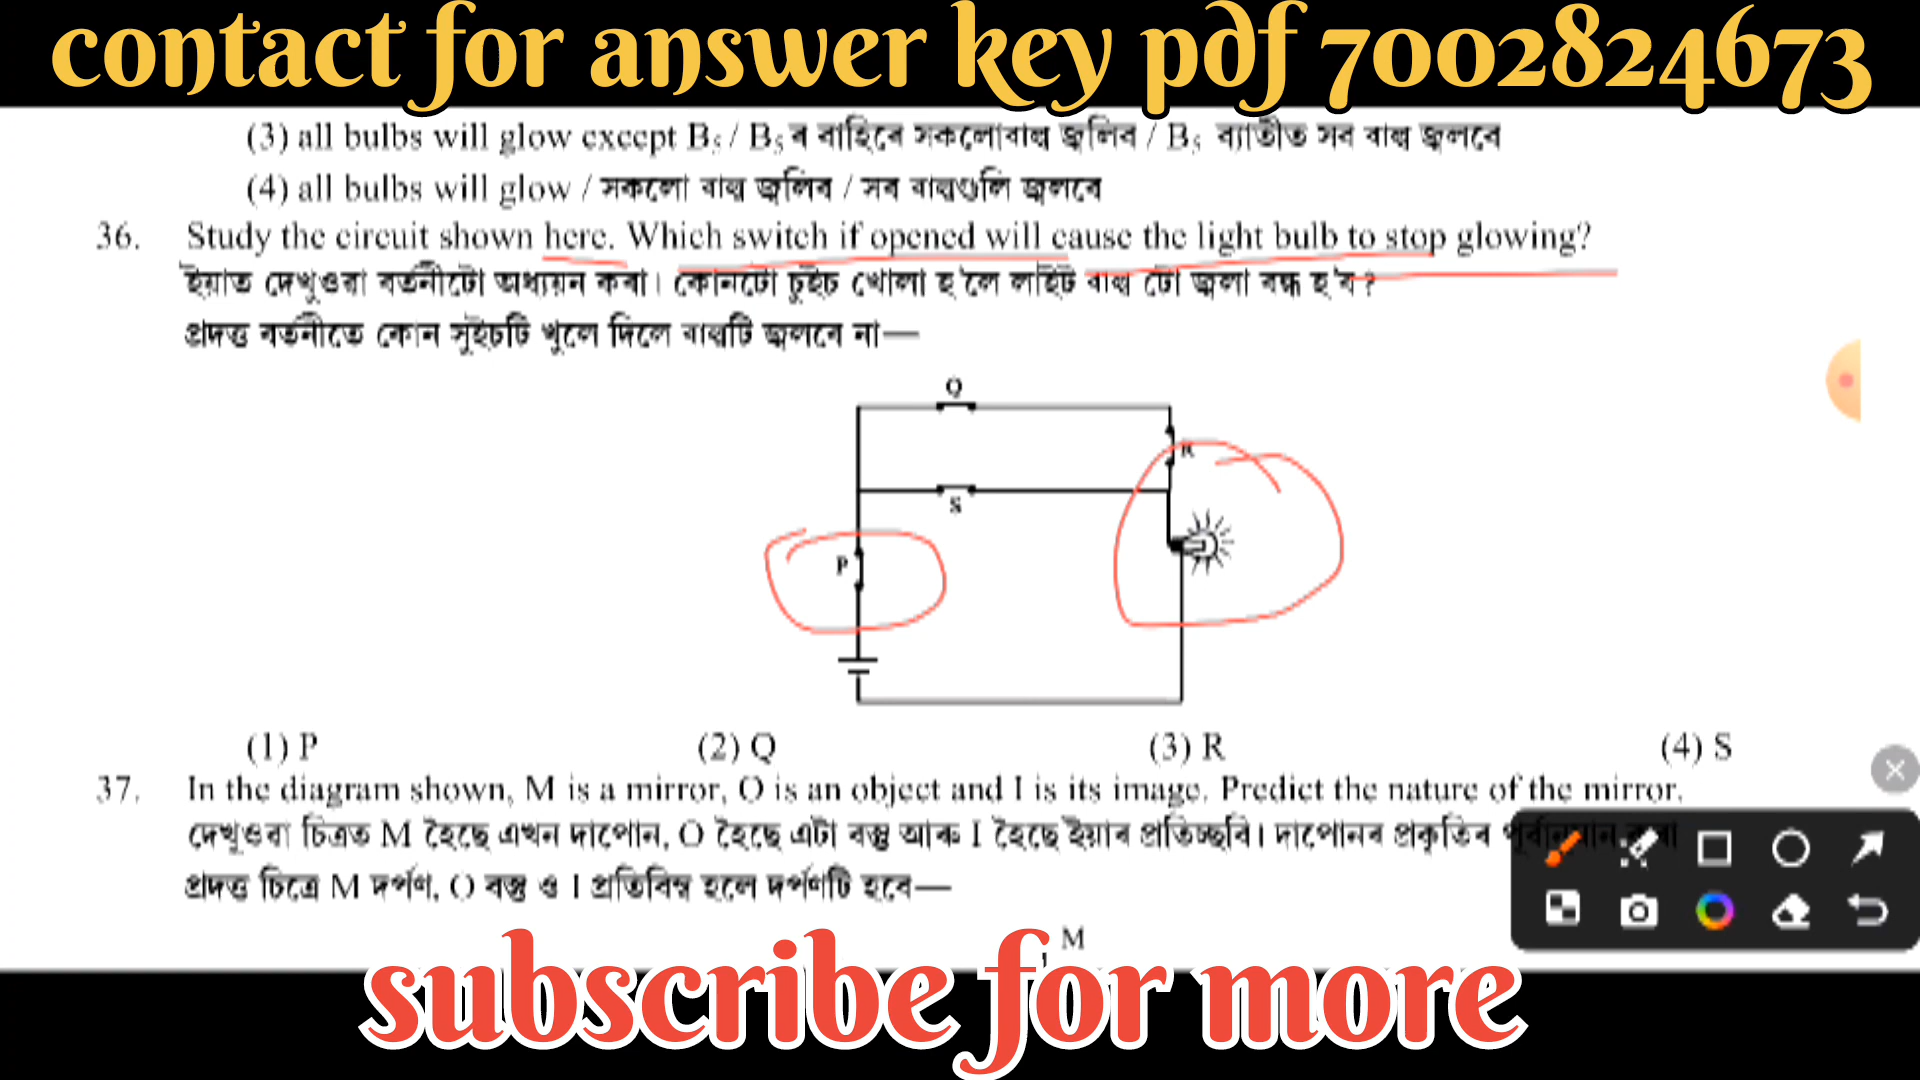 contact for answer key pdf 7002824673
(3) all bulbs will glow except B₅ / B₅ ৰ বাহিৰে সকলোবাল্ব জ্বলিব / B₅ ব্যাতীত সব বাল্ব জ্বলবে
(4) all bulbs will glow / সকলো বাল্ব জ্বলিব / সব বাল্বগুলি জ্বলবে
36. Study the circuit shown here. Which switch if opened will cause the light bulb to stop glowing?
ইয়াত দেখুওৱা বৰ্তনীটো অধ্যয়ন কৰা। কোনটো চুইচ খোলা হ'লে লাইট বাল্ব টো জ্বলা বন্ধ হ'ব?
প্রদত্ত বর্তনীতে কোন সুইচটি খুলে দিলে বাল্বটি জ্বলবে না—
Q
R
S
P
(1) P (2) Q (3) R (4) S
37. In the diagram shown, M is a mirror, O is an object and I is its image. Predict the nature of the mirror.
দেখুওৱা চিত্ৰত M হৈছে এখন দাপোন, O হৈছে এটা বস্তু আৰু I হৈছে ইয়াৰ প্ৰতিচ্ছবি। দাপোনৰ প্ৰকৃতিৰ পূৰ্বানুমান কৰা
প্রদত্ত চিত্রে M দর্পণ, O বস্তু ও I প্রতিবিম্ব হলে দর্পণটি হবে—
M
subscribe for more